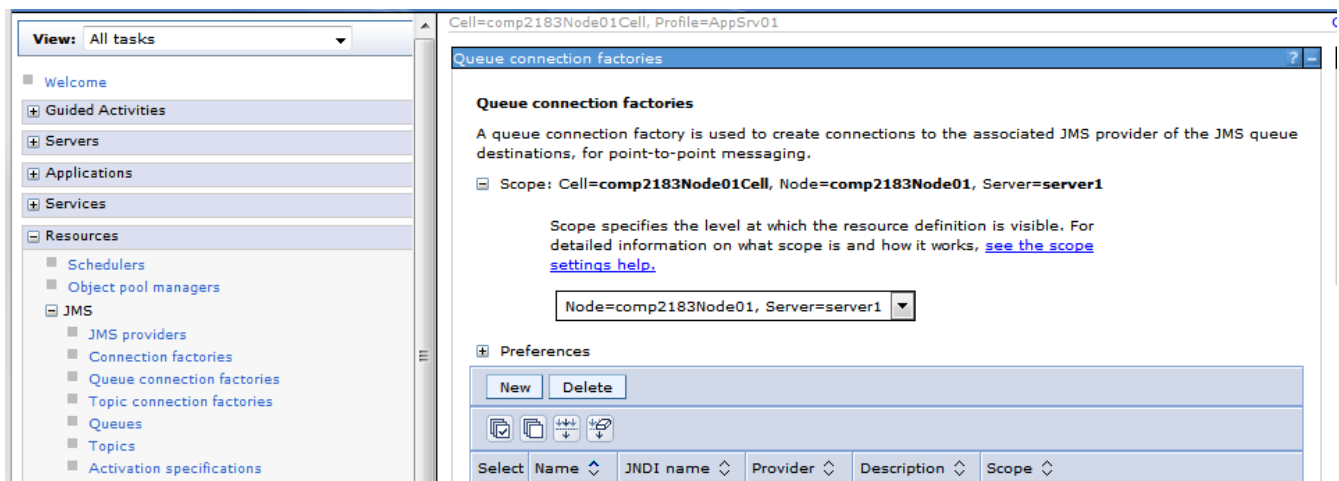 View: All tasks
Welcome
Guided Activities
Servers
Applications
Services
Resources
Schedulers
Object pool managers
JMS
JMS providers
Connection factories
Queue connection factories
Topic connection factories
Queues
Topics
Activation specifications
Cell=comp2183Node01Cell, Profile=AppSrv01
Queue connection factories ?
Queue connection factories
A queue connection factory is used to create connections to the associated JMS provider of the JMS queue
destinations, for point-to-point messaging.
Scope: Cell=comp2183Node01Cell, Node=comp2183Node01, Server=server1
Scope specifies the level at which the resource definition is visible. For
detailed information on what scope is and how it works, see the scope
settings help.
Node=comp2183Node01, Server=server1
Preferences
New Delete
Select Name JNDI name Provider Description Scope